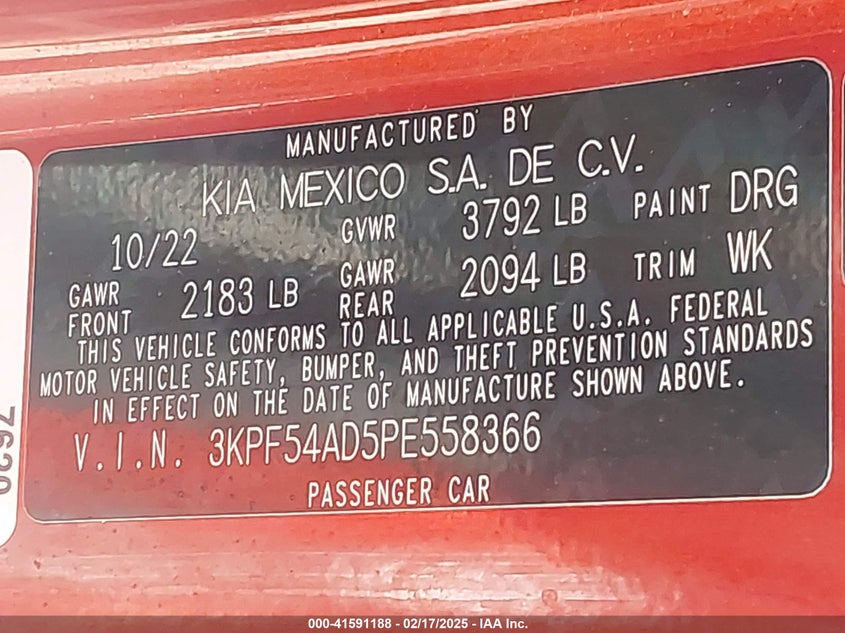 MANUFACTURED BY
KIA MEXICO S.A. DE C.V.
10/22 GVWR 3792 LB PAINT DRG
GAWR FRONT 2183 LB GAWR REAR 2094 LB TRIM WK
THIS VEHICLE CONFORMS TO ALL APPLICABLE U.S.A. FEDERAL
MOTOR VEHICLE SAFETY, BUMPER, AND THEFT PREVENTION STANDARDS
IN EFFECT ON THE DATE OF MANUFACTURE SHOWN ABOVE.
V.I.N. 3KPF54AD5PE558366
PASSENGER CAR
000-41591188 - 02/17/2025 - IAA Inc.